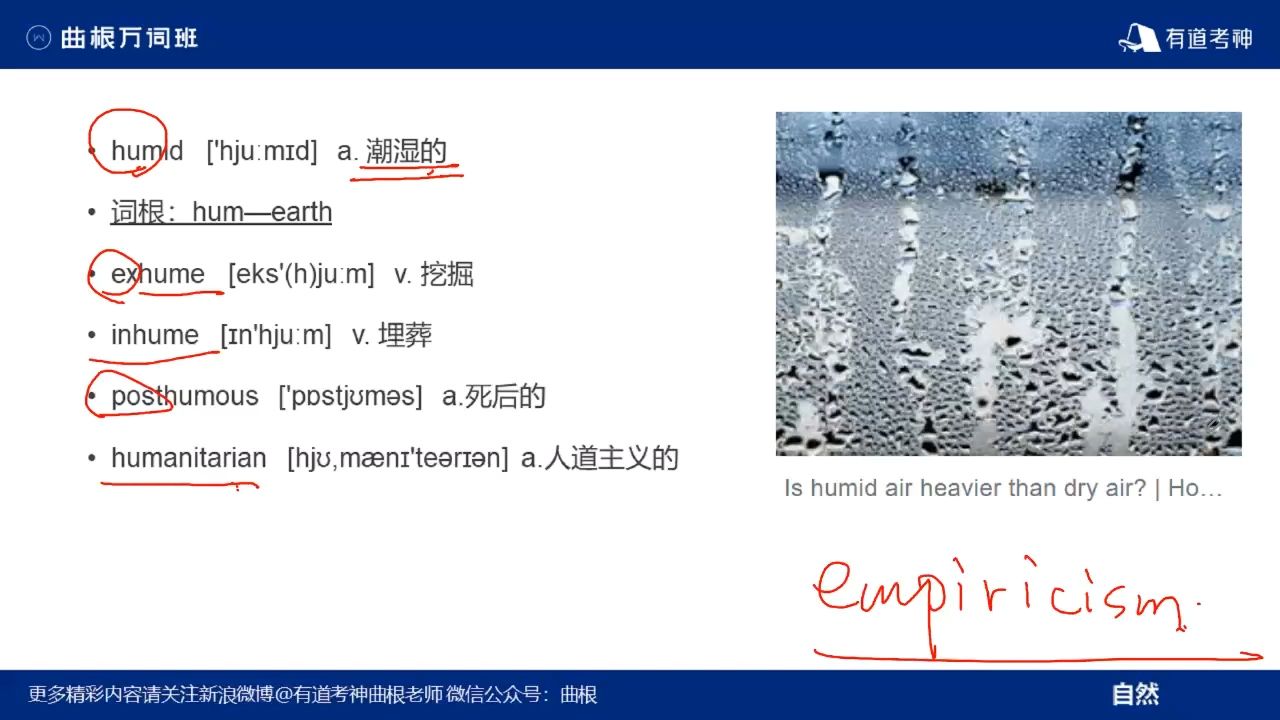 曲根万词班
有道考神
• humid ['hjuːmɪd] a. 潮湿的
• 词根：hum—earth
• exhume [eks'(h)juːm] v. 挖掘
• inhume [ɪn'hjuːm] v. 埋葬
• posthumous ['pɒstjʊməs] a.死后的
• humanitarian [hjʊˌmænɪ'teərɪən] a.人道主义的
Is humid air heavier than dry air? | Ho…
empiricism
更多精彩内容请关注新浪微博@有道考神曲根老师 微信公众号：曲根
自然